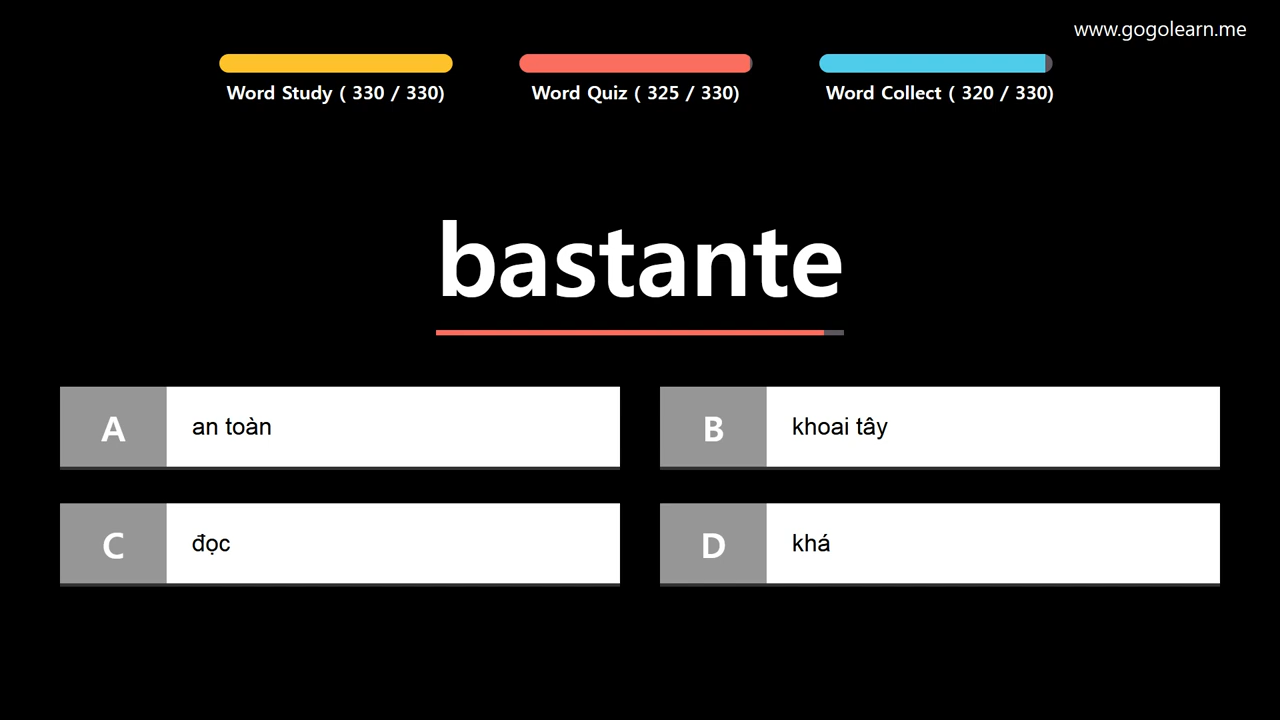 www.gogolearn.me
Word Study ( 330 / 330)
Word Quiz ( 325 / 330)
Word Collect ( 320 / 330)
bastante
A
an toàn
B
khoai tây
C
đọc
D
khá